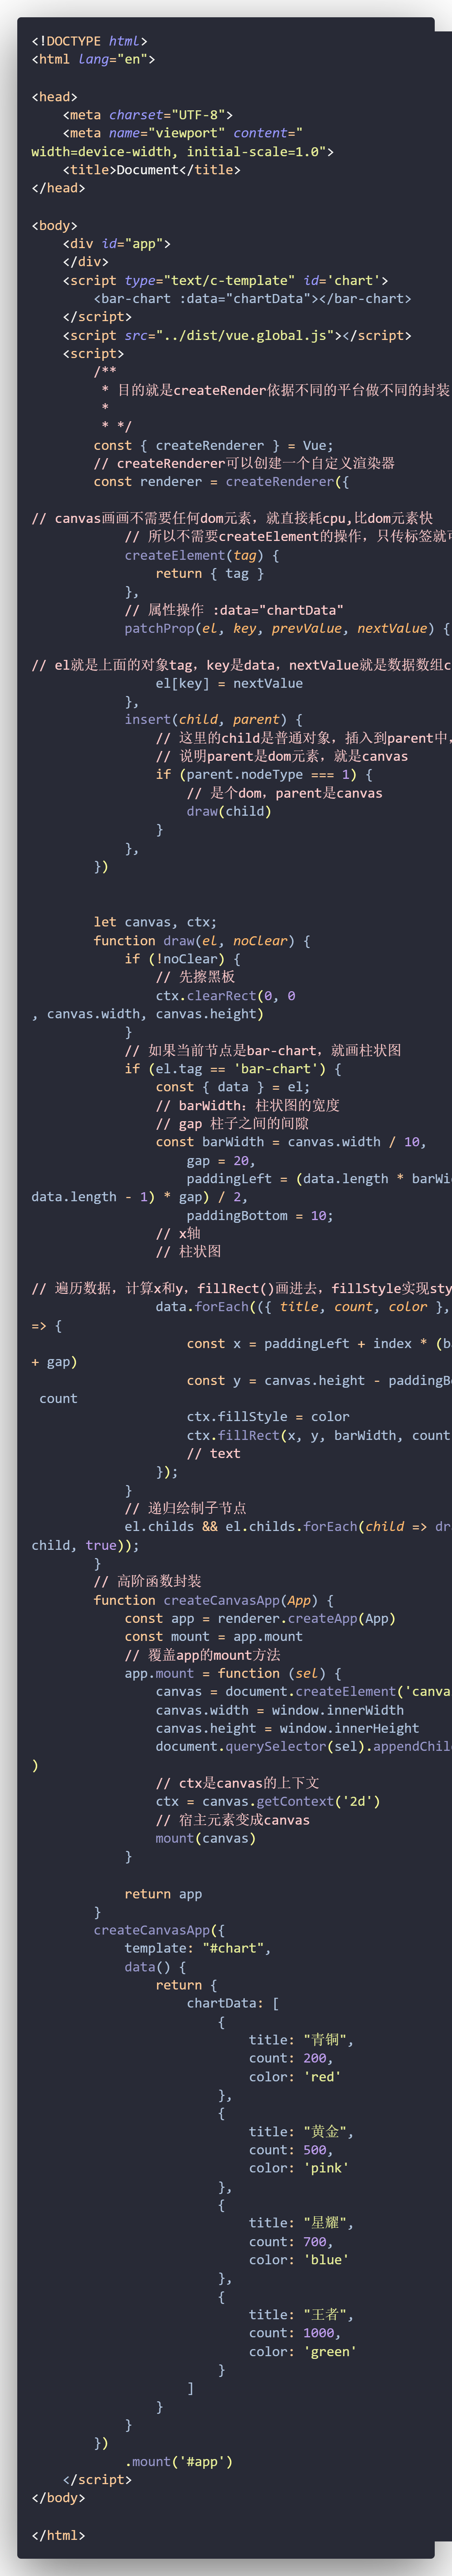 <!DOCTYPE html>
<html lang="en">
<head>
<meta charset="UTF-8">
<meta name="viewport" content="
width=device-width, initial-scale=1.0">
<title>Document</title>
</head>
<body>
<div id="app">
</div>
<script type="text/c-template" id='chart'>
<bar-chart :data="chartData"></bar-chart>
</script>
<script src="../dist/vue.global.js"></script>
<script>
/**
* 目的就是createRender依据不同的平台做不同的封装
*
* */
const { createRenderer } = Vue;
// createRenderer可以创建一个自定义渲染器
const renderer = createRenderer({
// canvas画画不需要任何dom元素，就直接耗cpu,比dom元素快
// 所以不需要createElement的操作，只传标签就可
createElement(tag) {
return { tag }
},
// 属性操作 :data="chartData"
patchProp(el, key, prevValue, nextValue) {
// el就是上面的对象tag，key是data，nextValue就是数据数组c
el[key] = nextValue
},
insert(child, parent) {
// 这里的child是普通对象，插入到parent中，
// 说明parent是dom元素，就是canvas
if (parent.nodeType === 1) {
// 是个dom，parent是canvas
draw(child)
}
},
})
let canvas, ctx;
function draw(el, noClear) {
if (!noClear) {
// 先擦黑板
ctx.clearRect(0, 0
, canvas.width, canvas.height)
}
// 如果当前节点是bar-chart，就画柱状图
if (el.tag == 'bar-chart') {
const { data } = el;
// barWidth：柱状图的宽度
// gap 柱子之间的间隙
const barWidth = canvas.width / 10,
gap = 20,
paddingLeft = (data.length * barWi
data.length - 1) * gap) / 2,
paddingBottom = 10;
// x轴
// 柱状图
// 遍历数据，计算x和y，fillRect()画进去，fillStyle实现sty
data.forEach(({ title, count, color },
=> {
const x = paddingLeft + index * (b
+ gap)
const y = canvas.height - paddingB
count
ctx.fillStyle = color
ctx.fillRect(x, y, barWidth, count
// text
});
}
// 递归绘制子节点
el.childs && el.childs.forEach(child => dr
child, true));
}
// 高阶函数封装
function createCanvasApp(App) {
const app = renderer.createApp(App)
const mount = app.mount
// 覆盖app的mount方法
app.mount = function (sel) {
canvas = document.createElement('canva
canvas.width = window.innerWidth
canvas.height = window.innerHeight
document.querySelector(sel).appendChil
)
// ctx是canvas的上下文
ctx = canvas.getContext('2d')
// 宿主元素变成canvas
mount(canvas)
}
return app
}
createCanvasApp({
template: "#chart",
data() {
return {
chartData: [
{
title: "青铜",
count: 200,
color: 'red'
},
{
title: "黄金",
count: 500,
color: 'pink'
},
{
title: "星耀",
count: 700,
color: 'blue'
},
{
title: "王者",
count: 1000,
color: 'green'
}
]
}
}
})
.mount('#app')
</script>
</body>
</html>